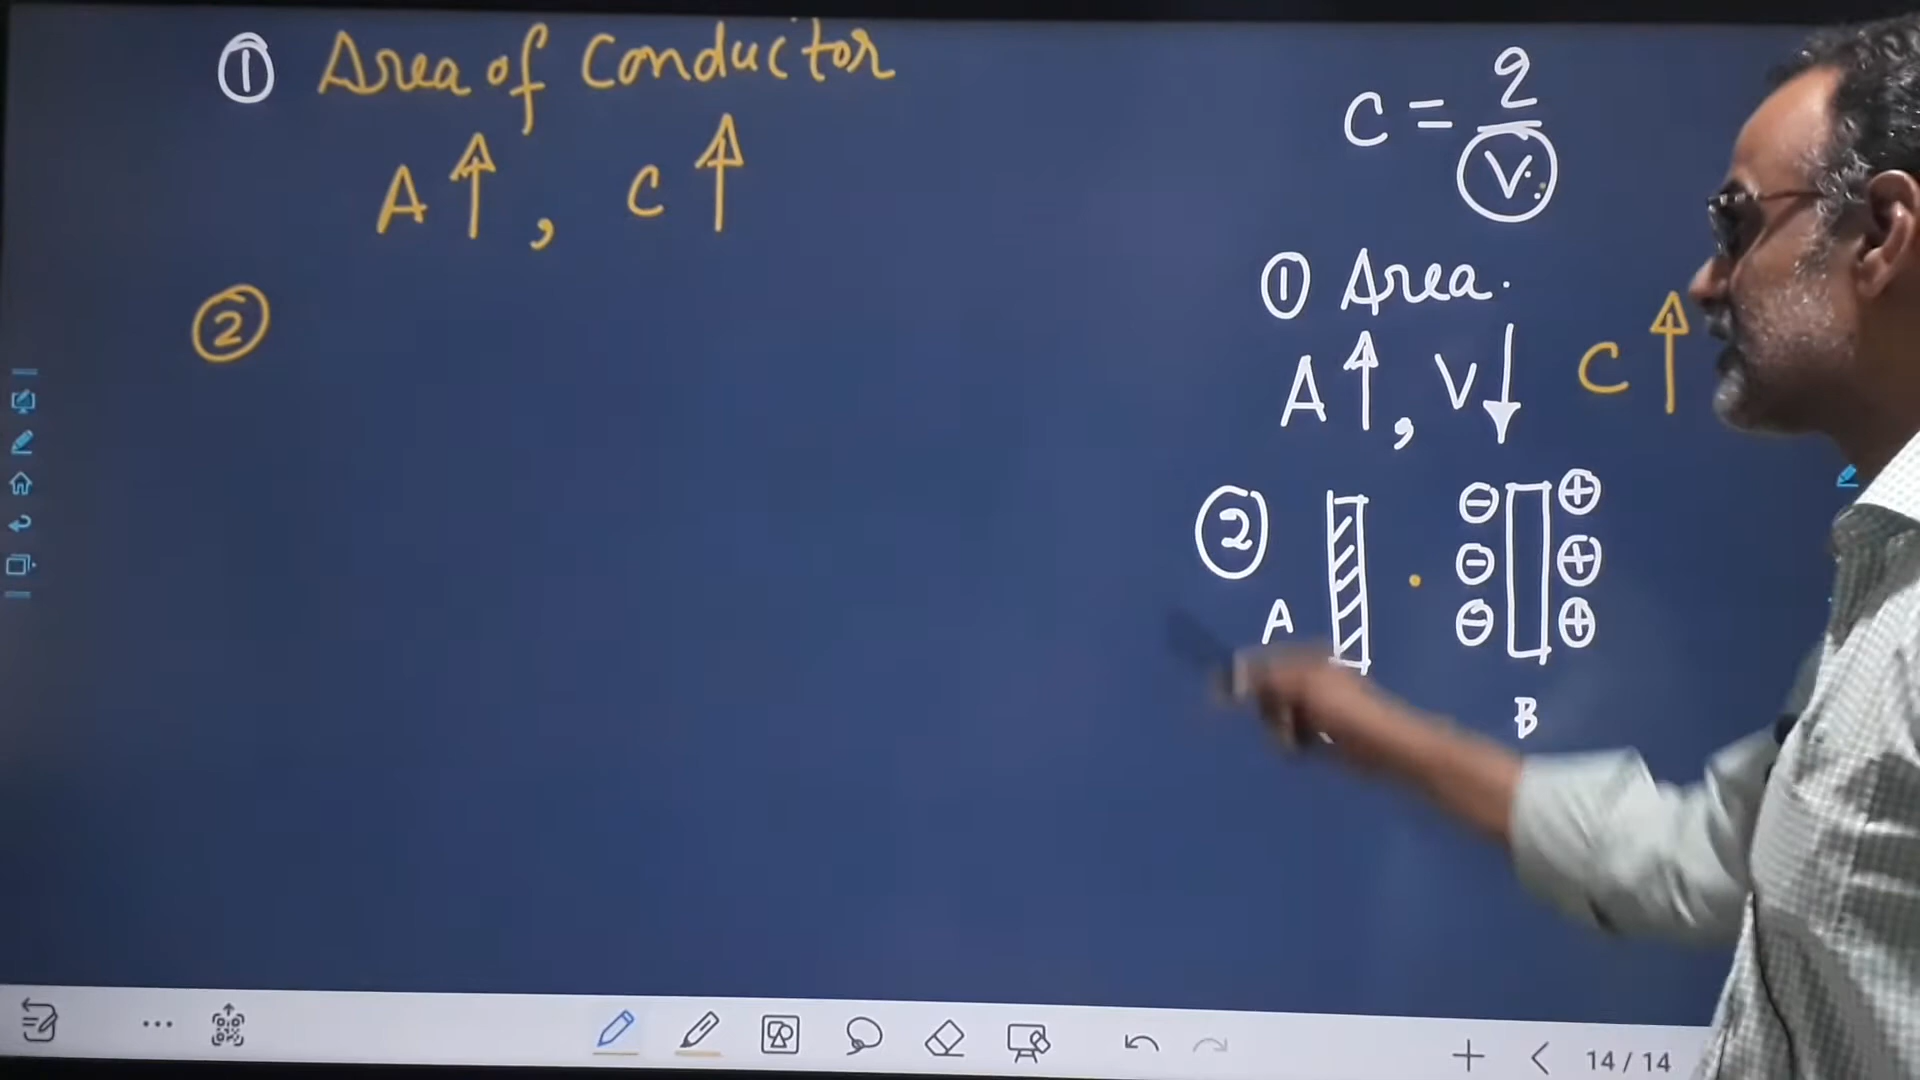 ① Area of Conductor
A↑, C↑
②
C = q/V
① Area.
A↑, V↓ C↑
②
⊖ ⊕
⊖ ⊕
A ⊖ ⊕
B
14 / 14